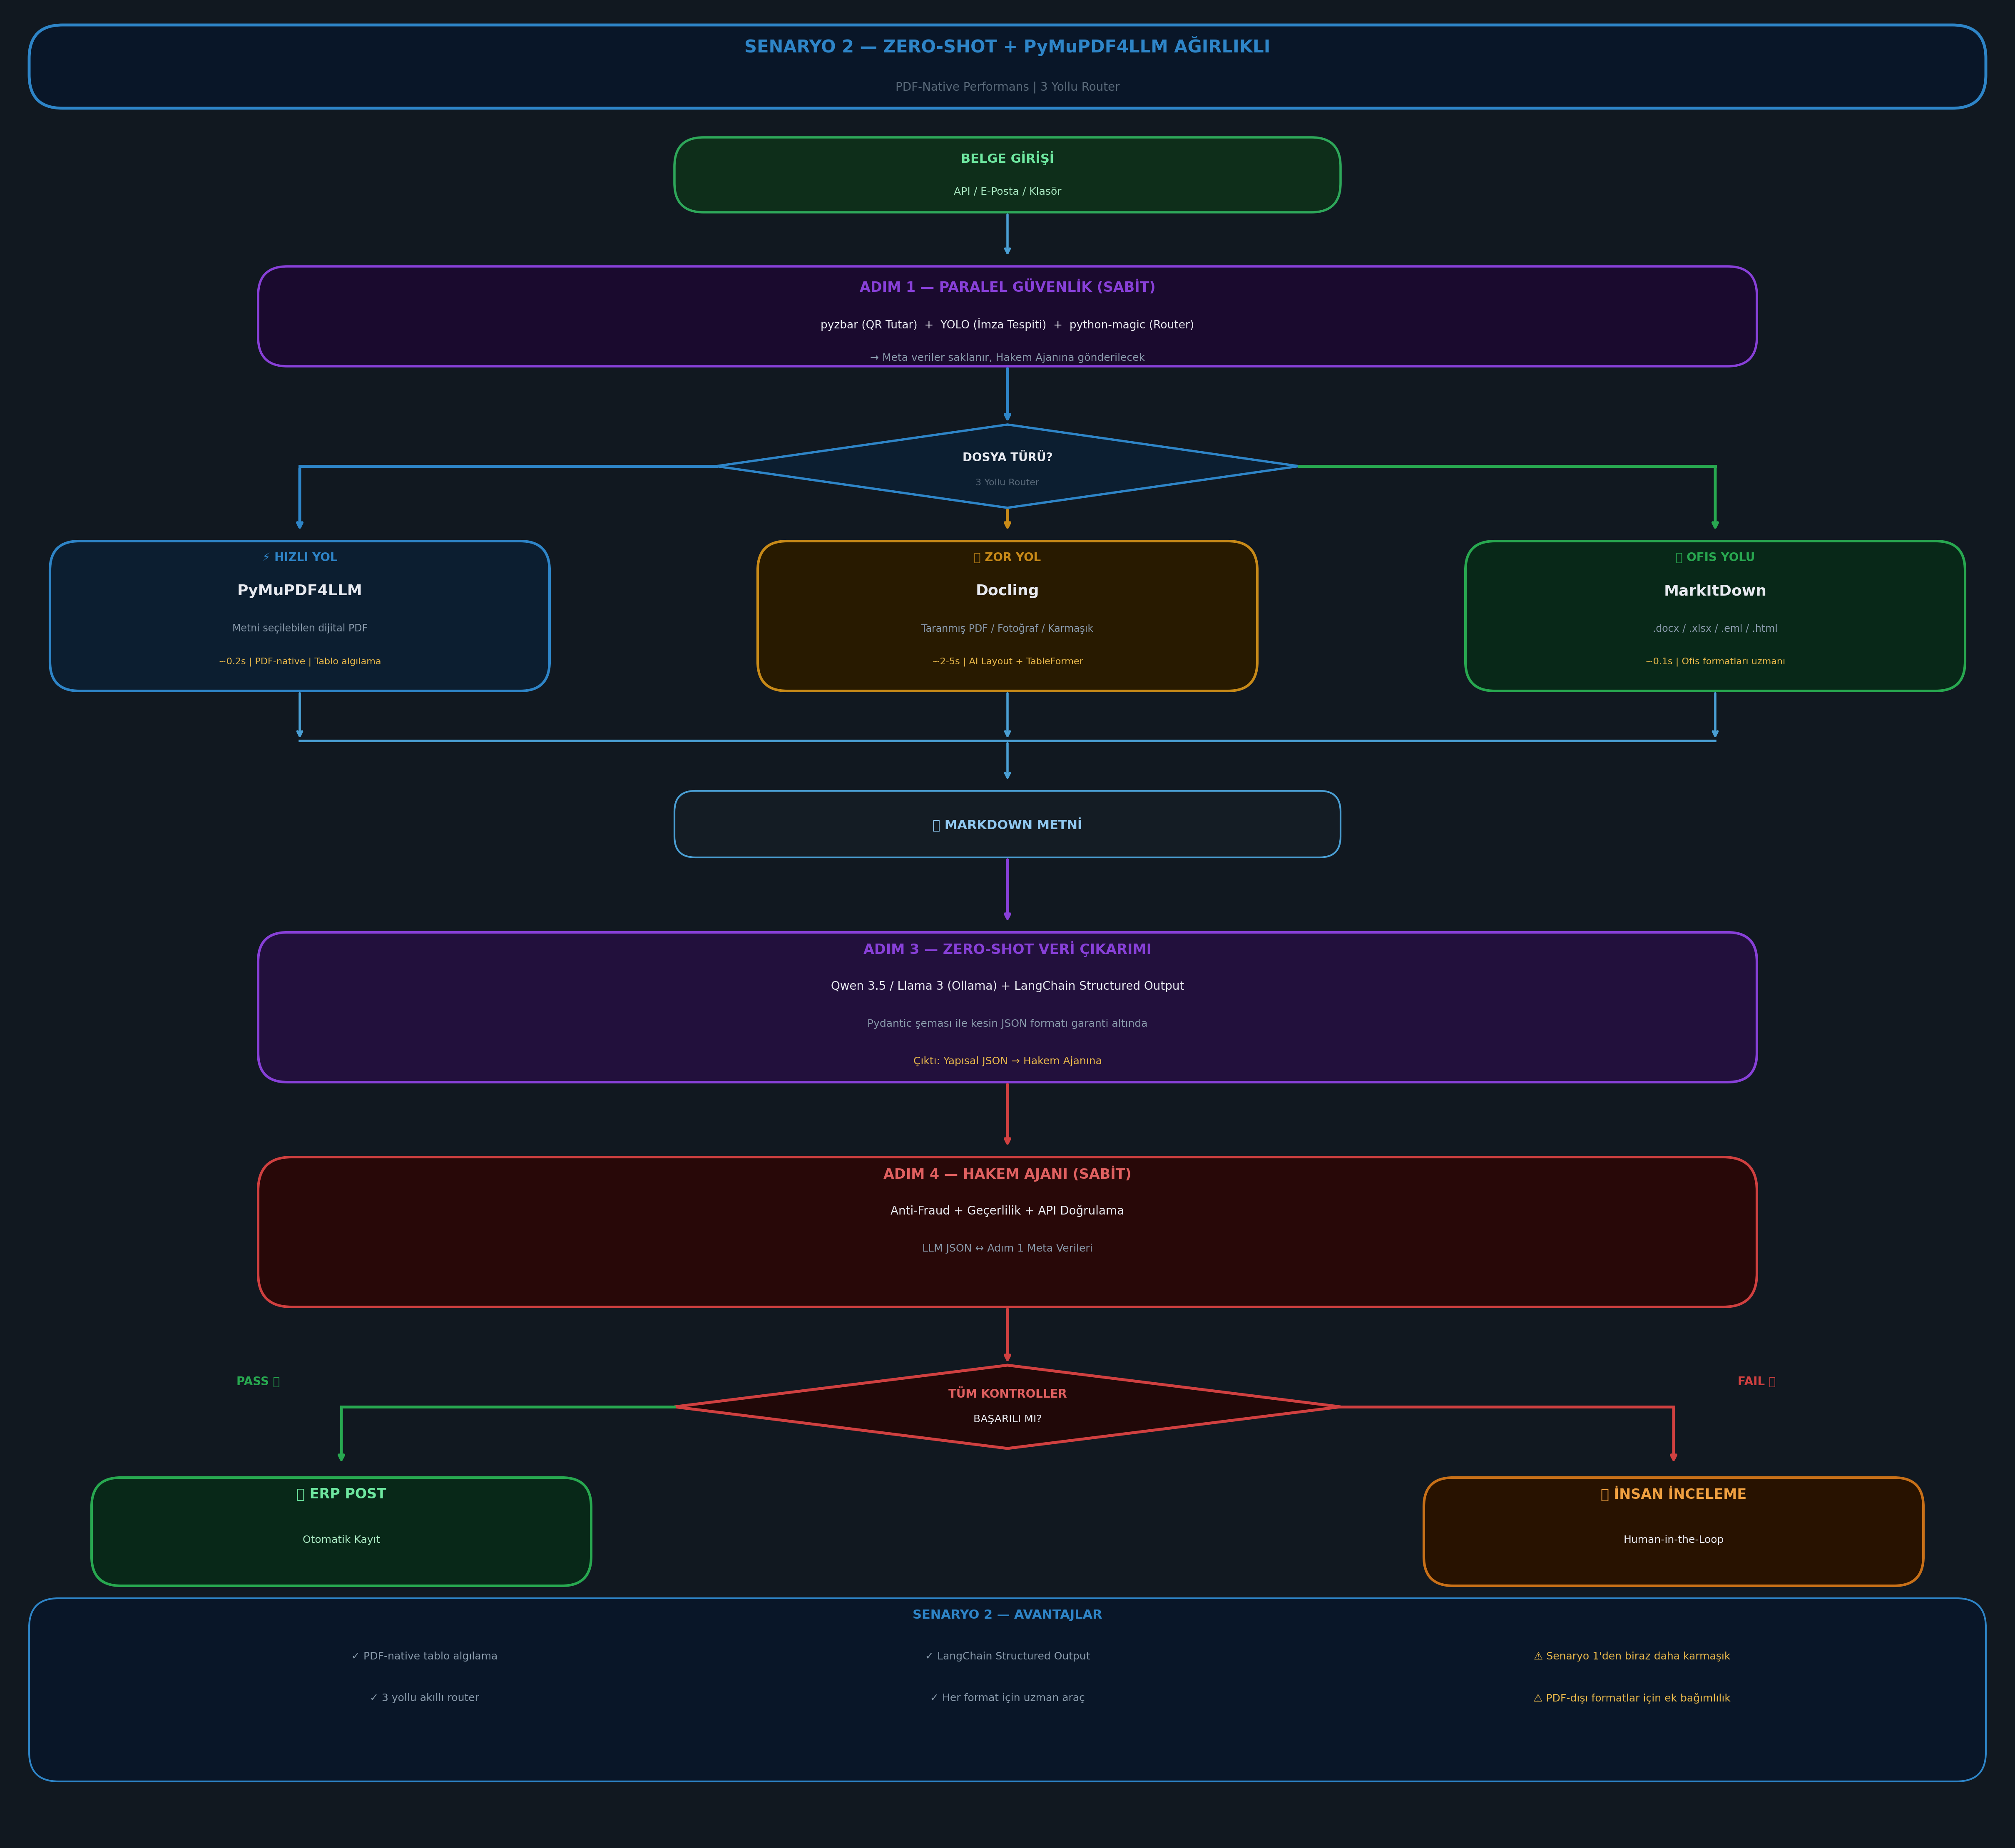 SENARYO 2 — ZERO-SHOT + PyMuPDF4LLM AĞIRLIKLI
PDF-Native Performans | 3 Yollu Router
BELGE GİRİŞİ
API / E-Posta / Klasör
ADIM 1 — PARALEL GÜVENLİK (SABİT)
pyzbar (QR Tutar) + YOLO (İmza Tespiti) + python-magic (Router)
→ Meta veriler saklanır, Hakem Ajanına gönderilecek
DOSYA TÜRÜ?
3 Yollu Router
⚡ HIZLI YOL
PyMuPDF4LLM
Metni seçilebilen dijital PDF
~0.2s | PDF-native | Tablo algılama
ZOR YOL
Docling
Taranmış PDF / Fotoğraf / Karmaşık
~2-5s | AI Layout + TableFormer
OFIS YOLU
MarkItDown
.docx / .xlsx / .eml / .html
~0.1s | Ofis formatları uzmanı
MARKDOWN METNİ
ADIM 3 — ZERO-SHOT VERİ ÇIKARIMI
Qwen 3.5 / Llama 3 (Ollama) + LangChain Structured Output
Pydantic şeması ile kesin JSON formatı garanti altında
Çıktı: Yapısal JSON → Hakem Ajanına
ADIM 4 — HAKEM AJANI (SABİT)
Anti-Fraud + Geçerlilik + API Doğrulama
LLM JSON ↔ Adım 1 Meta Verileri
PASS
FAIL
TÜM KONTROLLER
BAŞARILI MI?
ERP POST
Otomatik Kayıt
İNSAN İNCELEME
Human-in-the-Loop
SENARYO 2 — AVANTAJLAR
✓ PDF-native tablo algılama
✓ LangChain Structured Output
⚠ Senaryo 1'den biraz daha karmaşık
✓ 3 yollu akıllı router
✓ Her format için uzman araç
⚠ PDF-dışı formatlar için ek bağımlılık